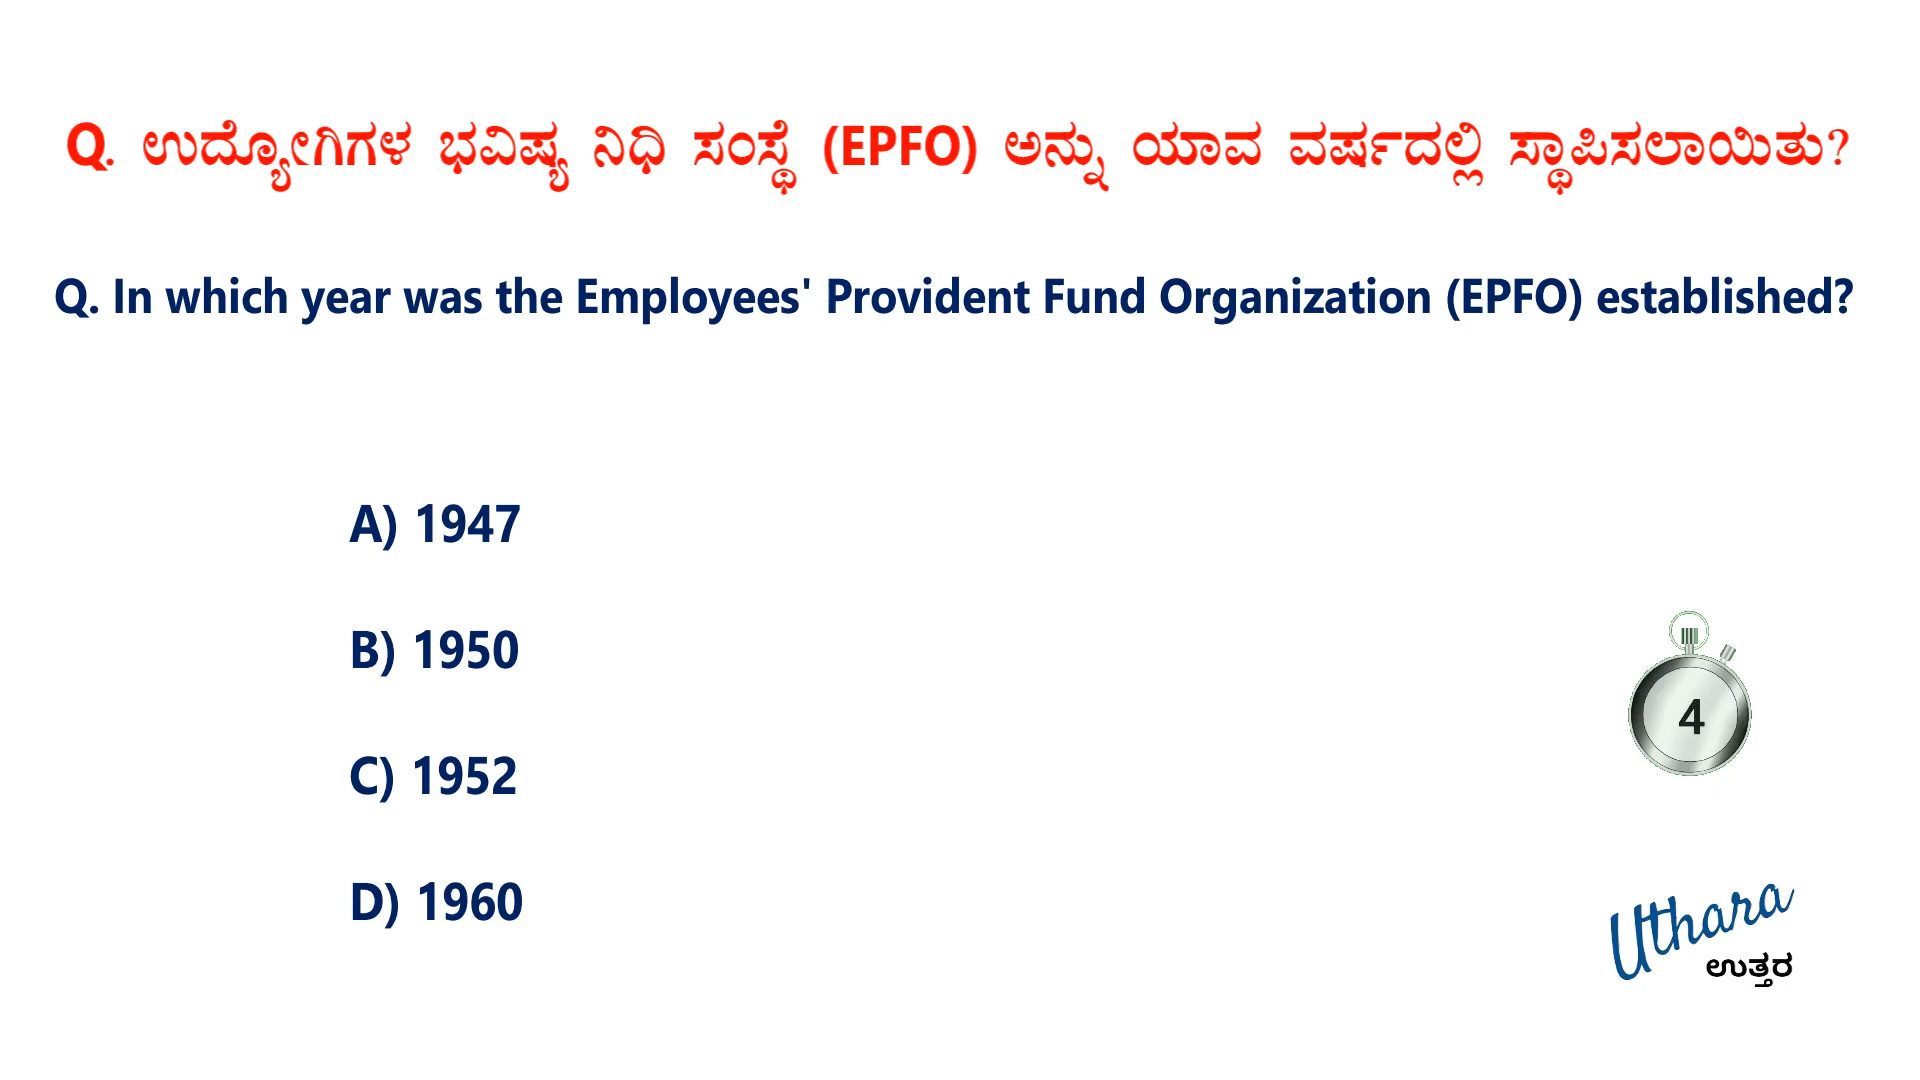 Q. ಉದ್ಯೋಗಿಗಳ ಭವಿಷ್ಯ ನಿಧಿ ಸಂಸ್ಥೆ (EPFO) ಅನ್ನು ಯಾವ ವರ್ಷದಲ್ಲಿ ಸ್ಥಾಪಿಸಲಾಯಿತು?
Q. In which year was the Employees' Provident Fund Organization (EPFO) established?
A) 1947
B) 1950
C) 1952
D) 1960
4
Uthara
ಉತ್ತರ